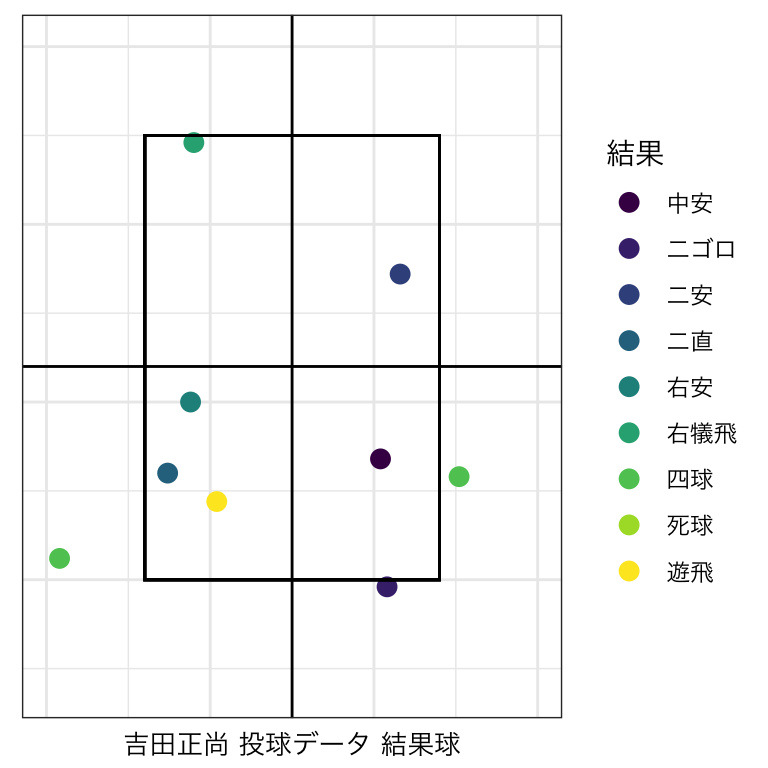 結果
中安
二ゴロ
二安
二直
右安
右犠飛
四球
死球
遊飛
吉田正尚 投球データ 結果球